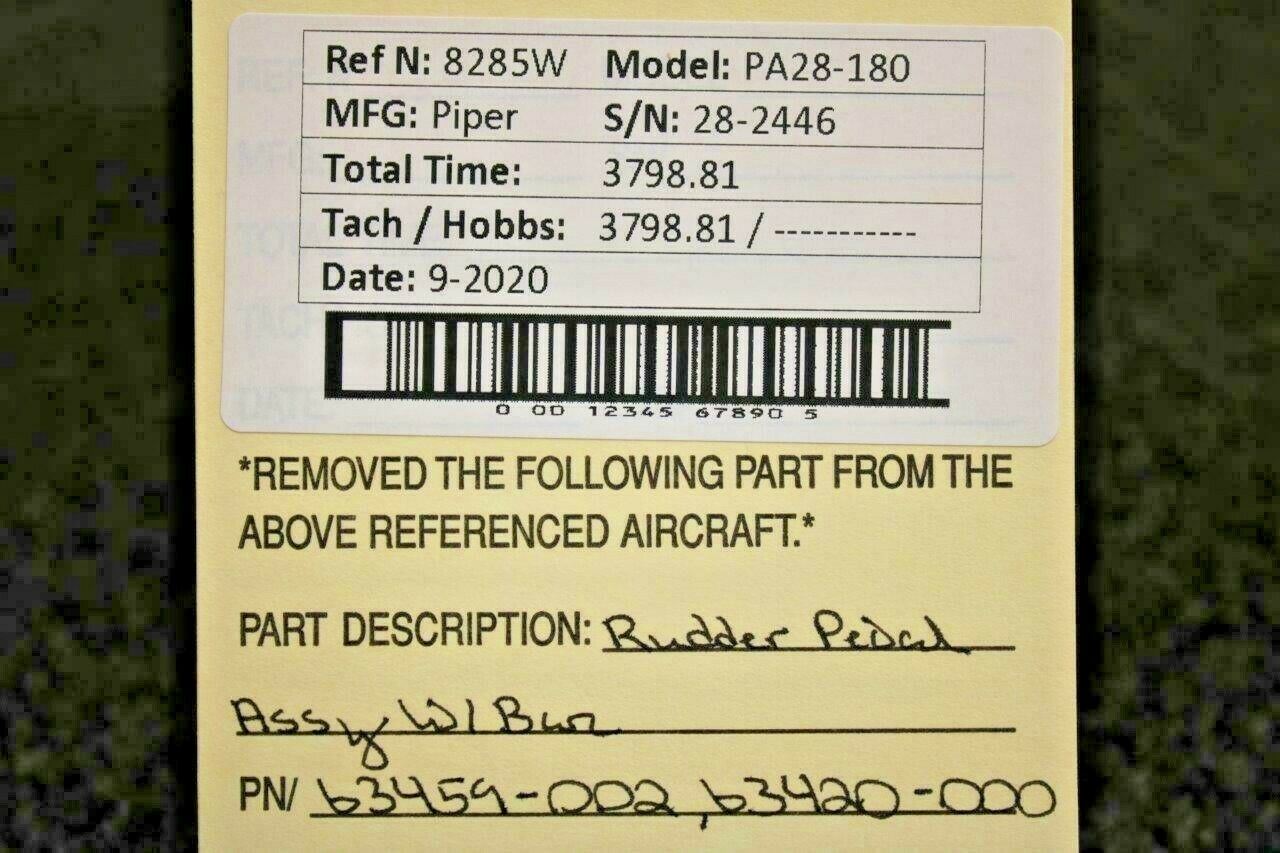 Ref N: 8285W Model: PA28-180
MFG: Piper S/N: 28-2446
Total Time: 3798.81
Tach / Hobbs: 3798.81 / -----------
Date: 9-2020
0 00 12345 67890 5
*REMOVED THE FOLLOWING PART FROM THE
ABOVE REFERENCED AIRCRAFT.*
PART DESCRIPTION: Rudder Pedal
Assy W/ Bar
PN/ 63459-002, 63420-000